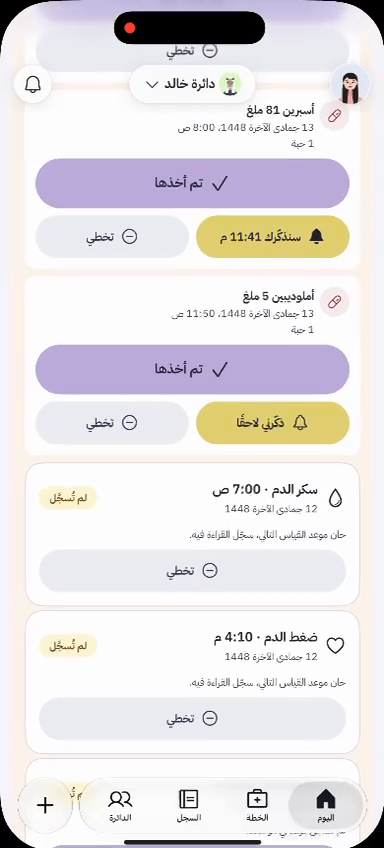 تخطي
دائرة خالد
أسبرين 81 ملغ
13 جمادى الآخرة 1448، 8:00 ص
1 حبة
تم أخذها
سنذكّرك 11:41 م
تخطي
أملوديبين 5 ملغ
13 جمادى الآخرة 1448، 11:50 ص
1 حبة
تم أخذها
ذكّرني لاحقًا
تخطي
سكر الدم · 7:00 ص
لم تُسجَّل
12 جمادى الآخرة 1448
حان موعد القياس التالي، سجّل القراءة فيه.
تخطي
ضغط الدم · 4:10 م
لم تُسجَّل
12 جمادى الآخرة 1448
حان موعد القياس التالي، سجّل القراءة فيه.
تخطي
اليوم
الخطة
السجل
الدائرة